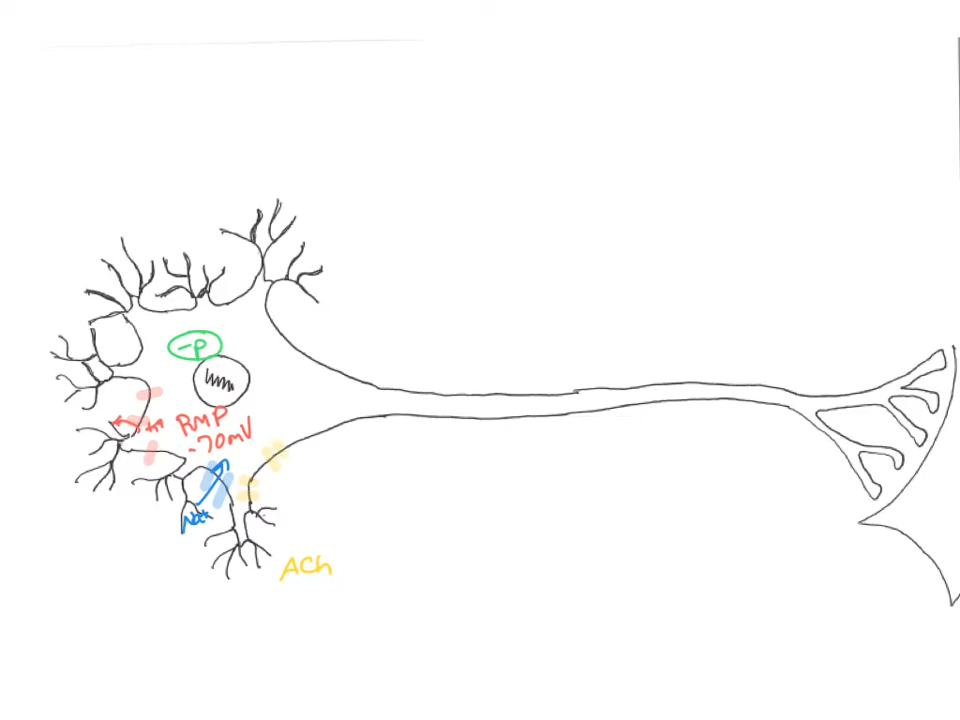 -P
RMP
-70mV
Na+
ACh